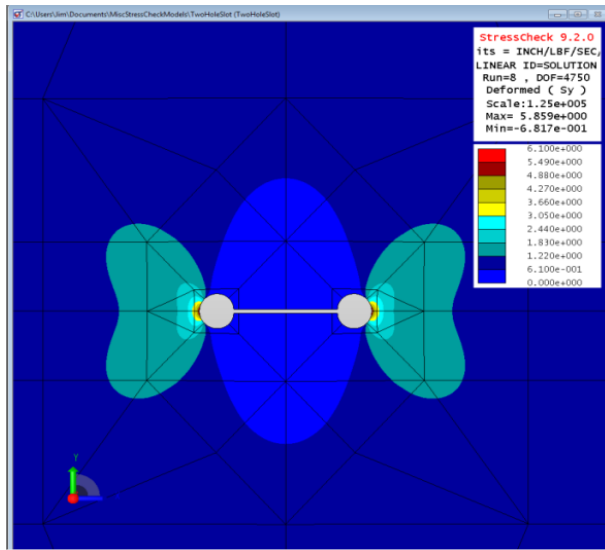 C:\Users\Jim\Documents\MiscStressCheckModels\TwoHoleSlot (TwoHoleSlot)
StressCheck 9.2.0
its = INCH/LBF/SEC,
LINEAR ID=SOLUTION
Run=8 , DOF=4750
Deformed ( Sy )
Scale:1.25e+005
Max= 5.859e+000
Min=-6.817e-001
6.100e+000
5.490e+000
4.880e+000
4.270e+000
3.660e+000
3.050e+000
2.440e+000
1.830e+000
1.220e+000
6.100e-001
0.000e+000
Y